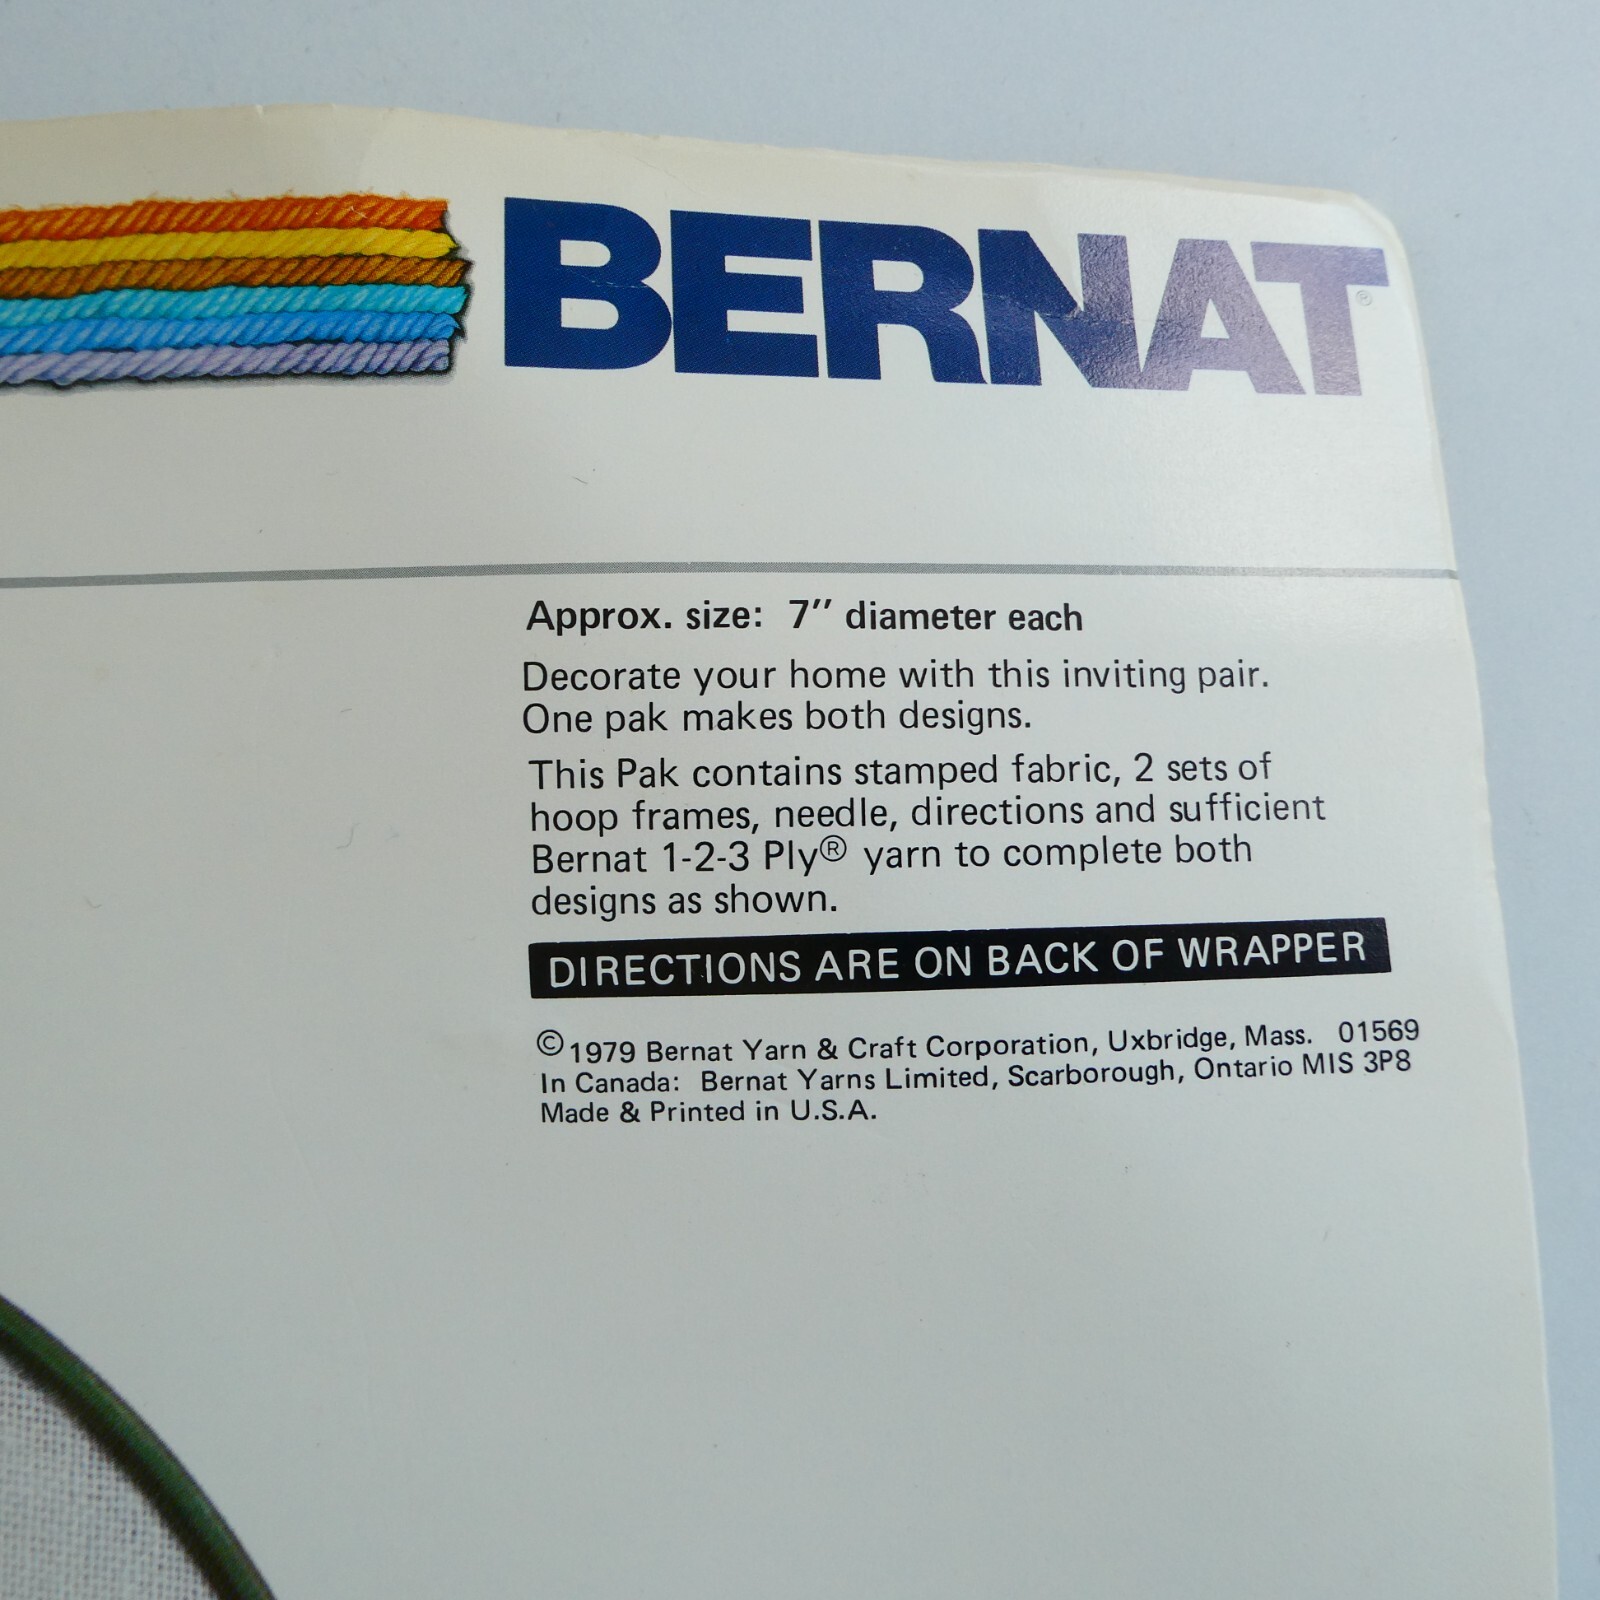 BERNAT®
Approx. size: 7" diameter each
Decorate your home with this inviting pair.
One pak makes both designs.
This Pak contains stamped fabric, 2 sets of
hoop frames, needle, directions and sufficient
Bernat 1-2-3 Ply® yarn to complete both
designs as shown.
DIRECTIONS ARE ON BACK OF WRAPPER
©1979 Bernat Yarn & Craft Corporation, Uxbridge, Mass. 01569
In Canada: Bernat Yarns Limited, Scarborough, Ontario MIS 3P8
Made & Printed in U.S.A.